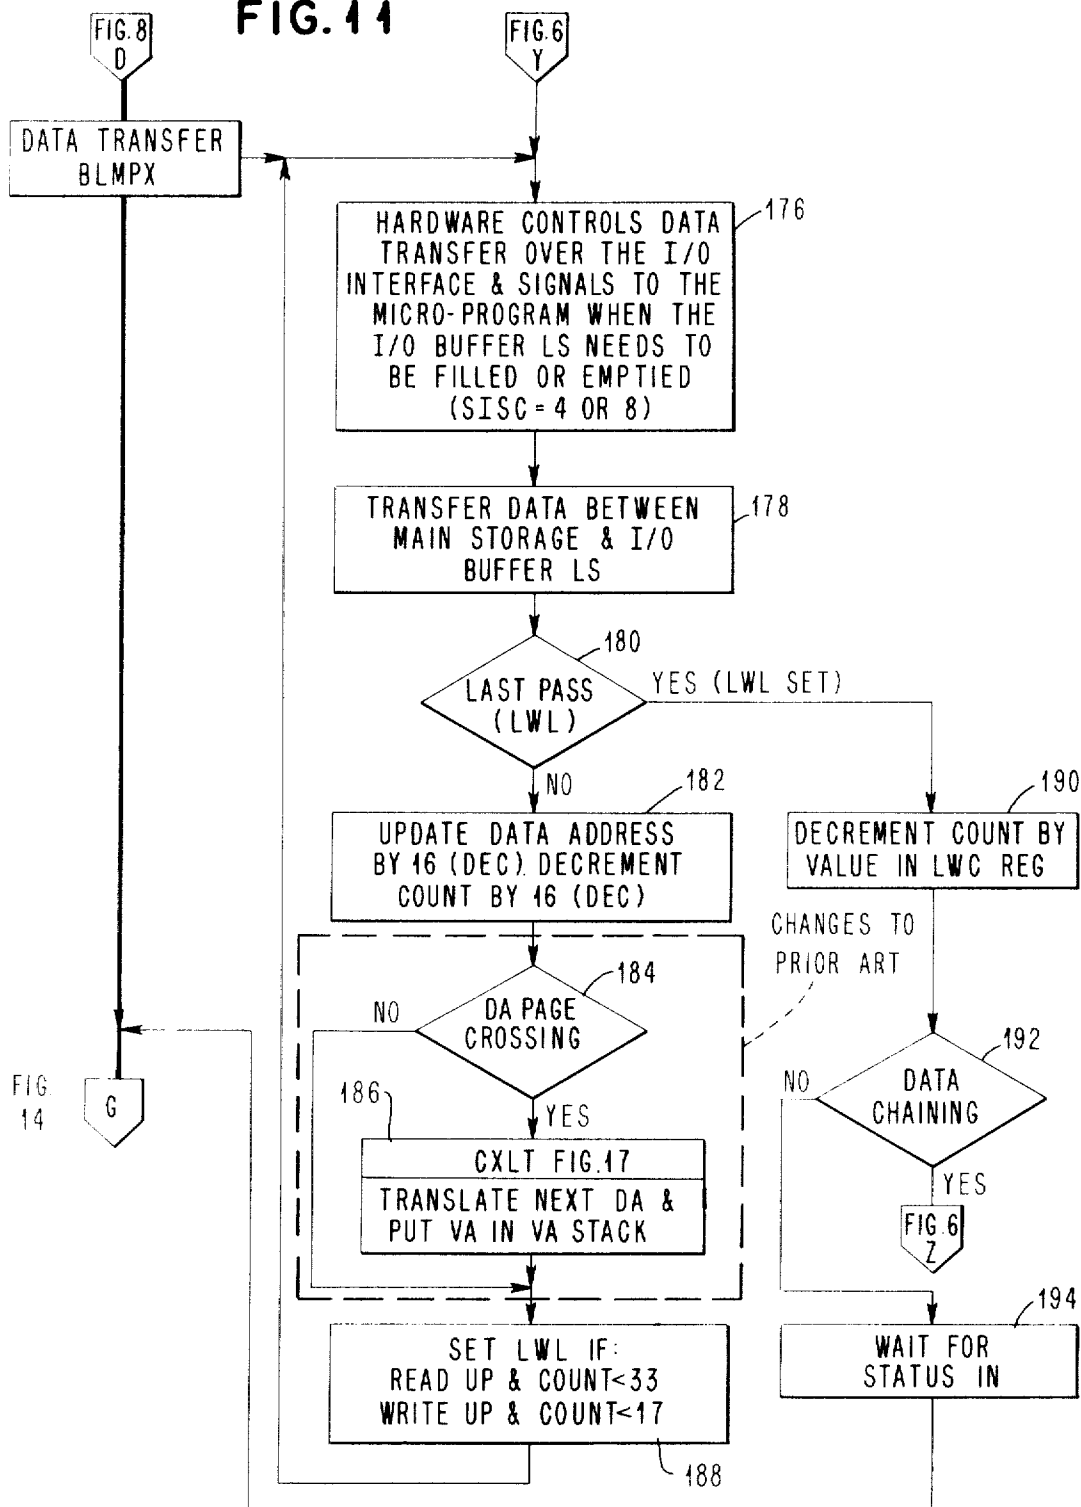 FIG. 11
FIG.8
D
FIG.6
Y
DATA TRANSFER
BLMPX
HARDWARE CONTROLS DATA
TRANSFER OVER THE I/O
INTERFACE & SIGNALS TO THE
MICRO-PROGRAM WHEN THE
I/O BUFFER LS NEEDS TO
BE FILLED OR EMPTIED
(SISC=4 OR 8)
176
TRANSFER DATA BETWEEN
MAIN STORAGE & I/O
BUFFER LS
178
LAST PASS
(LWL)
180
YES (LWL SET)
NO
182
UPDATE DATA ADDRESS
BY 16 (DEC). DECREMENT
COUNT BY 16 (DEC)
190
DECREMENT COUNT BY
VALUE IN LWC REG
CHANGES TO
PRIOR ART
184
NO
DA PAGE
CROSSING
YES
186
CXLT FIG.17
TRANSLATE NEXT DA &
PUT VA IN VA STACK
192
NO
DATA
CHAINING
YES
FIG.6
Z
FIG.
14
G
194
WAIT FOR
STATUS IN
SET LWL IF:
READ UP & COUNT<33
WRITE UP & COUNT<17
188